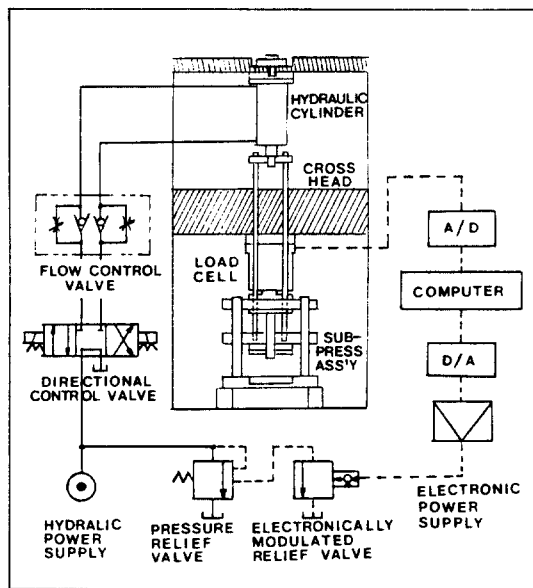 HYDRAULIC
CYLINDER
CROSS
HEAD
A/D
LOAD
CELL
FLOW CONTROL
VALVE
COMPUTER
SUB-
PRESS
ASS'Y
D/A
DIRECTIONAL
CONTROL VALVE
HYDRALIC
POWER
SUPPLY
PRESSURE
RELIEF
VALVE
ELECTRONICALLY
MODULATED
RELIEF VALVE
ELECTRONIC
POWER
SUPPLY